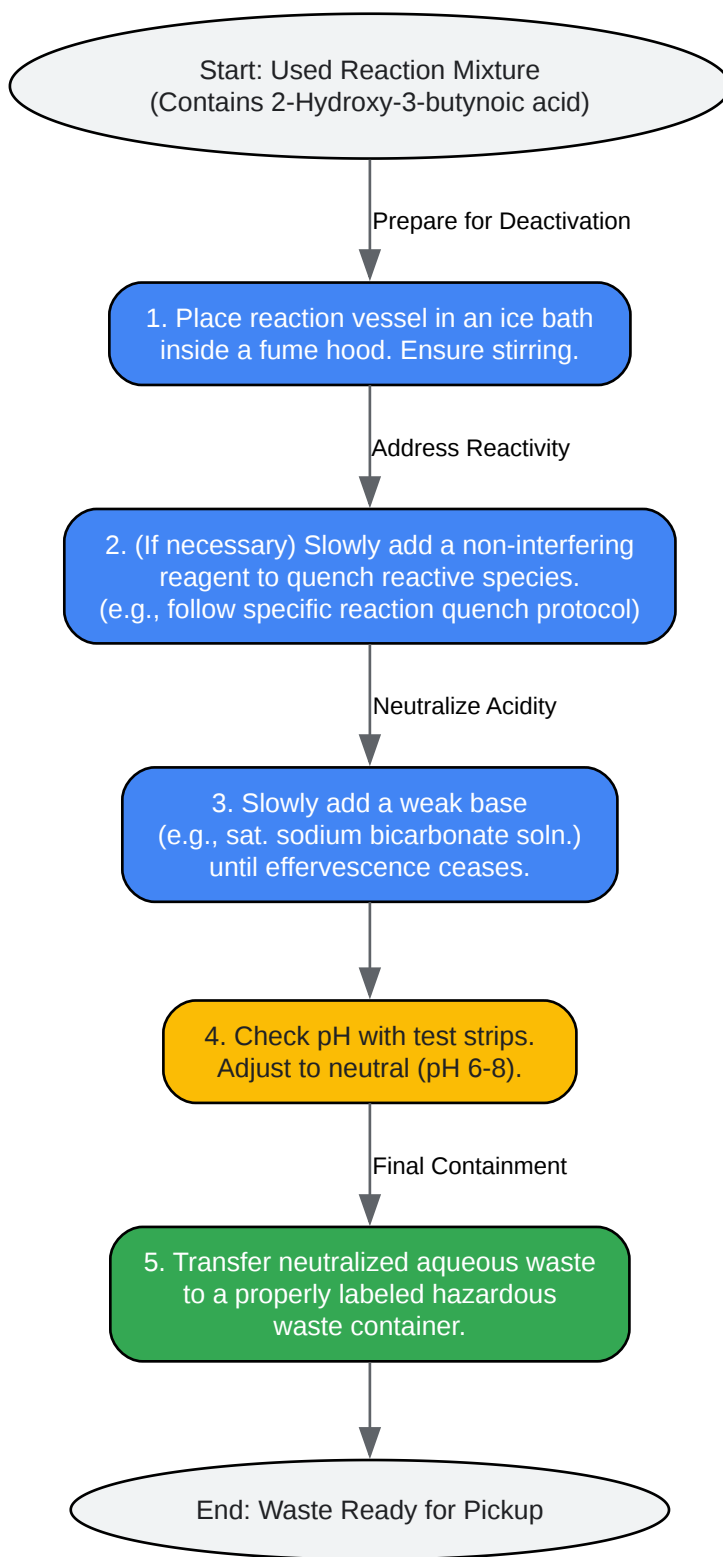 Start: Used Reaction Mixture
(Contains 2-Hydroxy-3-butynoic acid)
Prepare for Deactivation
1. Place reaction vessel in an ice bath
inside a fume hood. Ensure stirring.
Address Reactivity
2. (If necessary) Slowly add a non-interfering
reagent to quench reactive species.
(e.g., follow specific reaction quench protocol)
Neutralize Acidity
3. Slowly add a weak base
(e.g., sat. sodium bicarbonate soln.)
until effervescence ceases.
4. Check pH with test strips.
Adjust to neutral (pH 6-8).
Final Containment
5. Transfer neutralized aqueous waste
to a properly labeled hazardous
waste container.
End: Waste Ready for Pickup